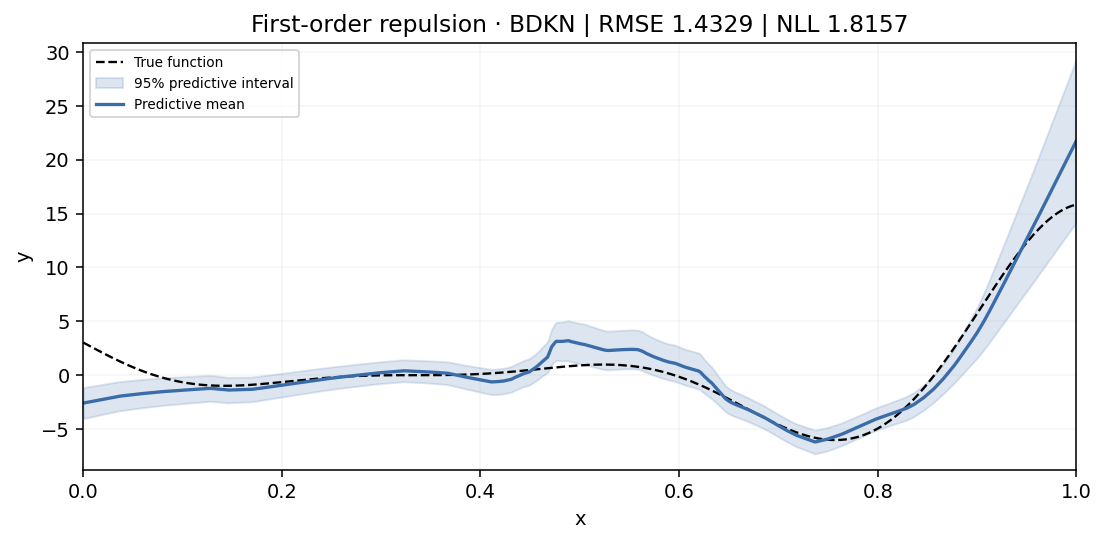 First-order repulsion · BDKN | RMSE 1.4329 | NLL 1.8157
True function
95% predictive interval
Predictive mean
30
25
20
15
10
5
0
−5
y
0.0 0.2 0.4 0.6 0.8 1.0
x